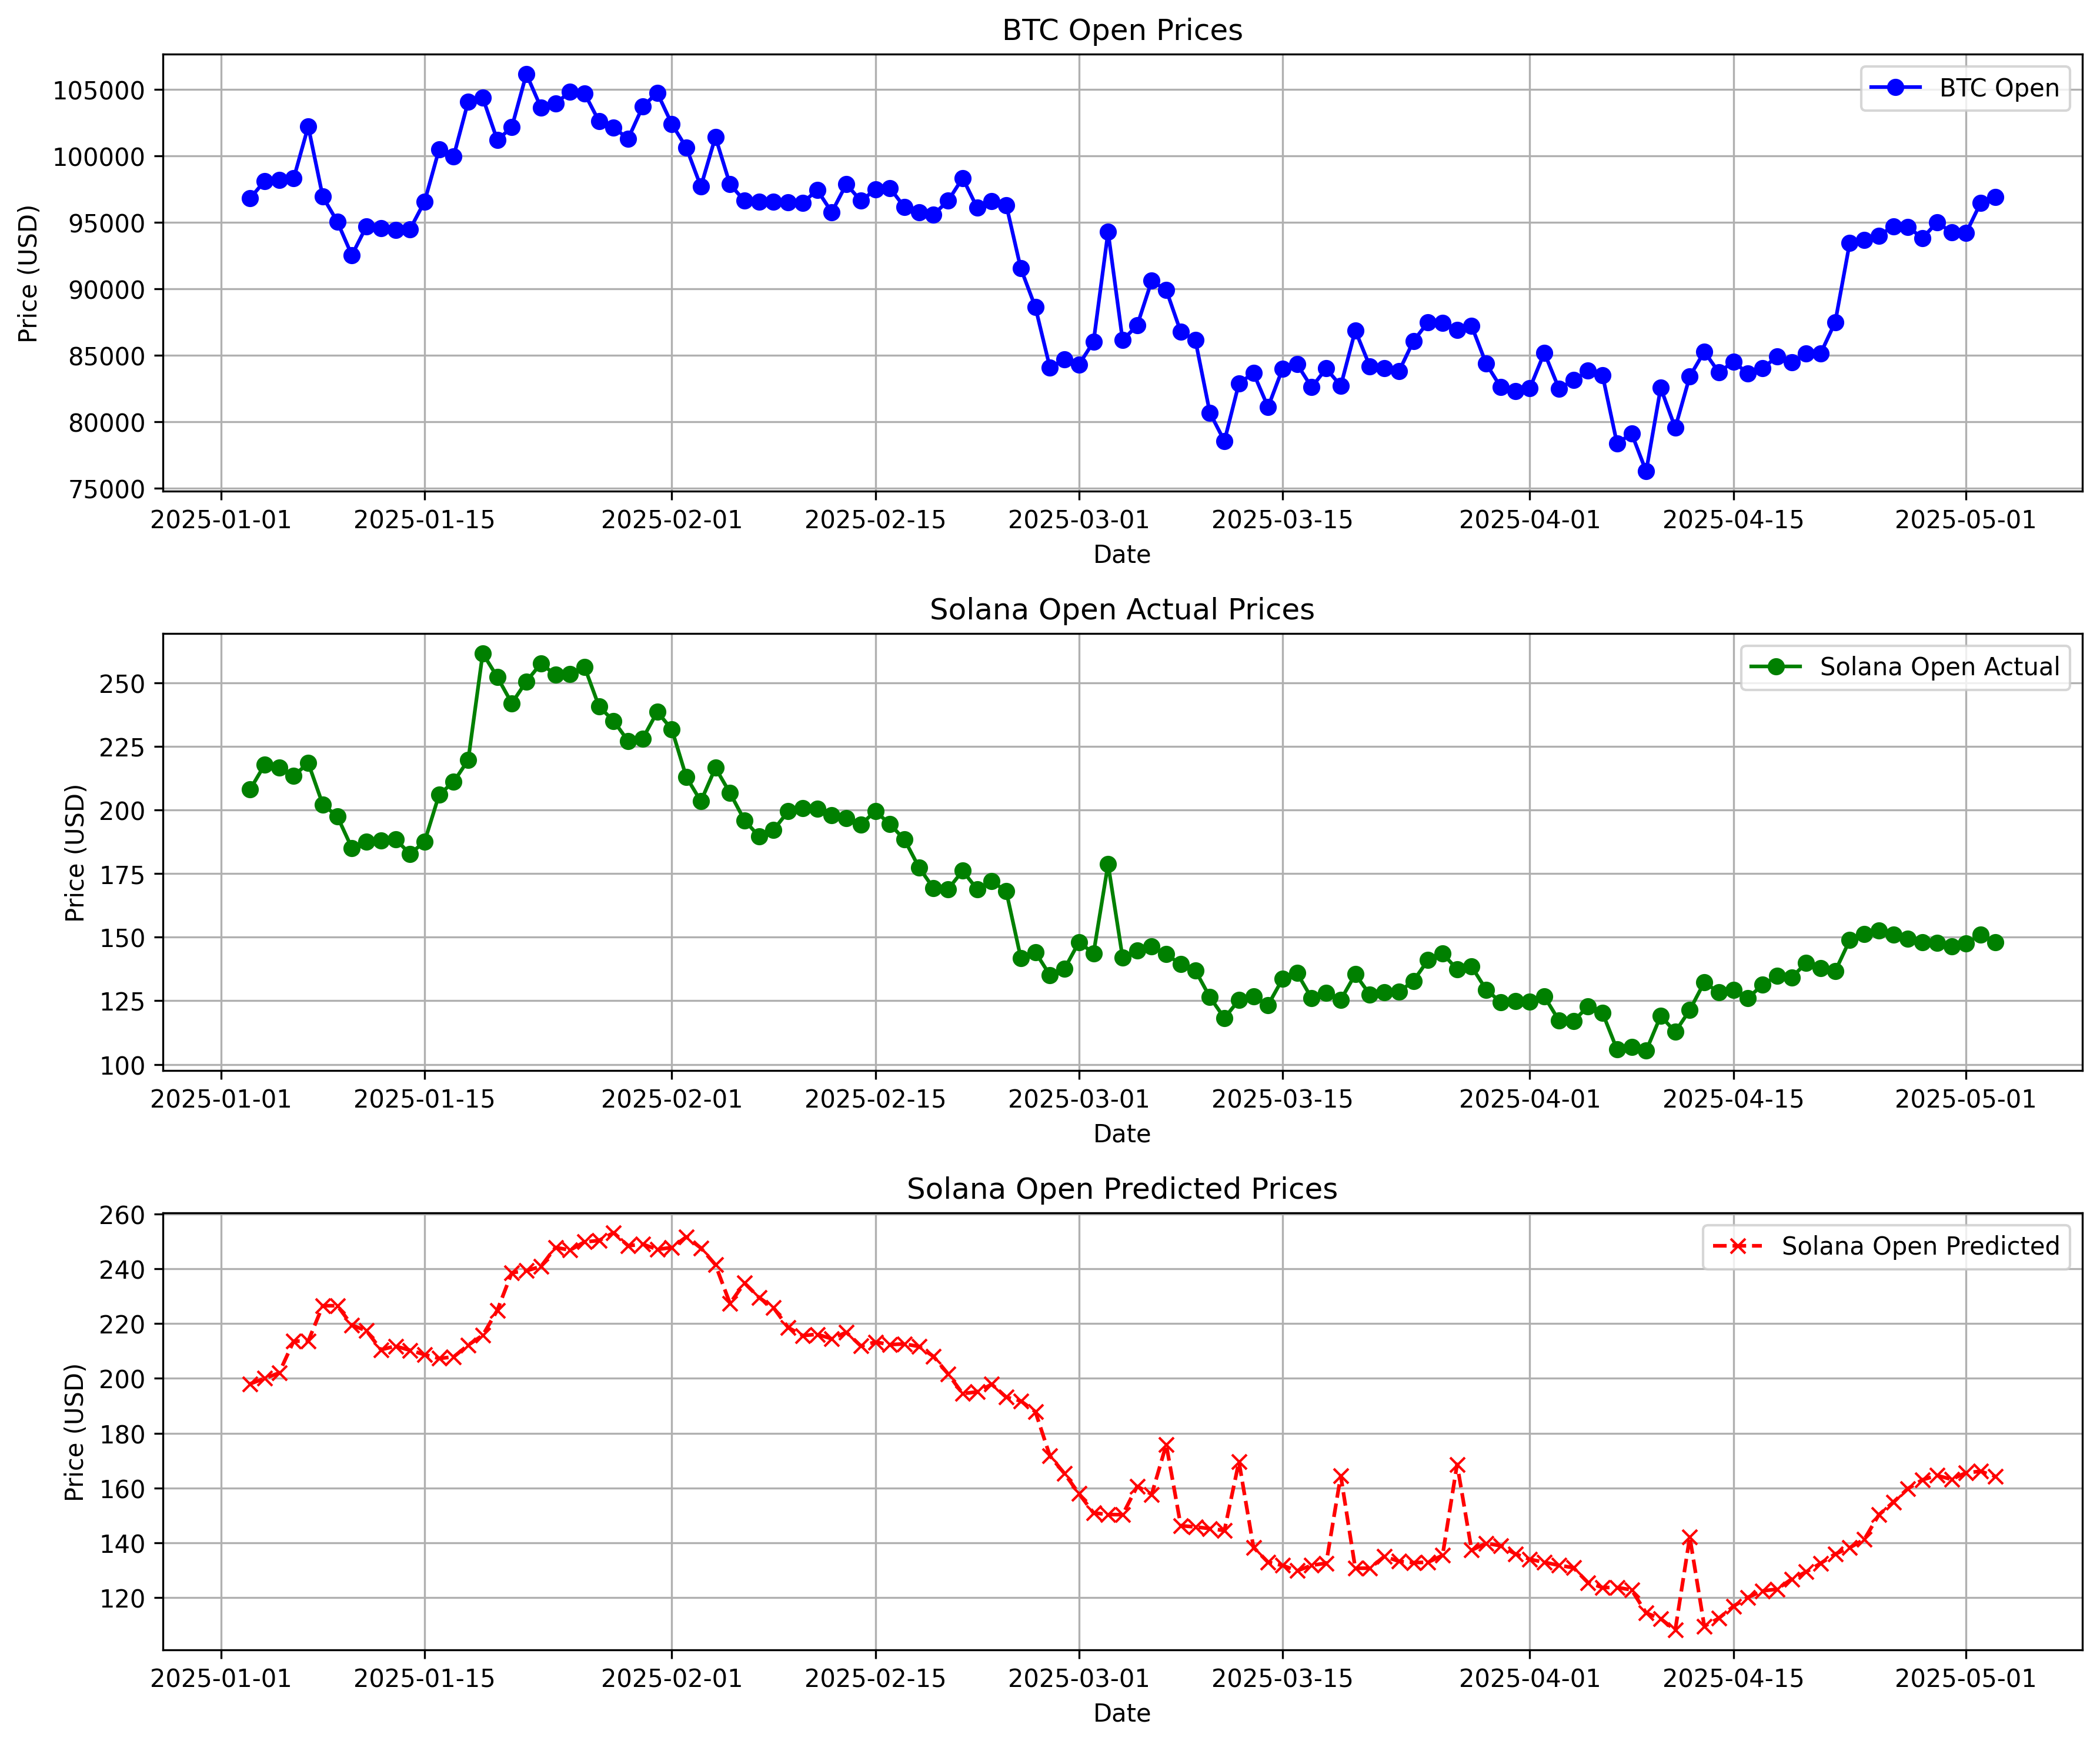 BTC Open Prices
BTC Open
Price (USD)
105000
100000
95000
90000
85000
80000
75000
2025-01-01 2025-01-15 2025-02-01 2025-02-15 2025-03-01 2025-03-15 2025-04-01 2025-04-15 2025-05-01
Date
Solana Open Actual Prices
Solana Open Actual
Price (USD)
250
225
200
175
150
125
100
2025-01-01 2025-01-15 2025-02-01 2025-02-15 2025-03-01 2025-03-15 2025-04-01 2025-04-15 2025-05-01
Date
Solana Open Predicted Prices
Solana Open Predicted
Price (USD)
260
240
220
200
180
160
140
120
2025-01-01 2025-01-15 2025-02-01 2025-02-15 2025-03-01 2025-03-15 2025-04-01 2025-04-15 2025-05-01
Date